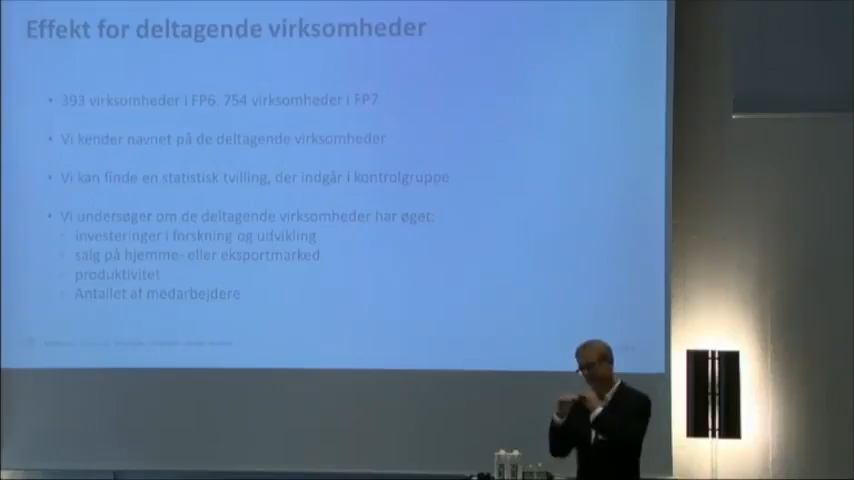 Effekt for deltagende virksomheder
• 393 virksomheder i FP6 754 virksomheder i FP7
• Vi kender navnet på de deltagende virksomheder
• Vi kan finde en statistisk tvilling, der indgår i kontrolgruppe
• Vi undersøger om de deltagende virksomheder har øget:
investeringer i forskning og udvikling
salg på hjemme- eller eksportmarked
produktivitet
Antallet af medarbejdere